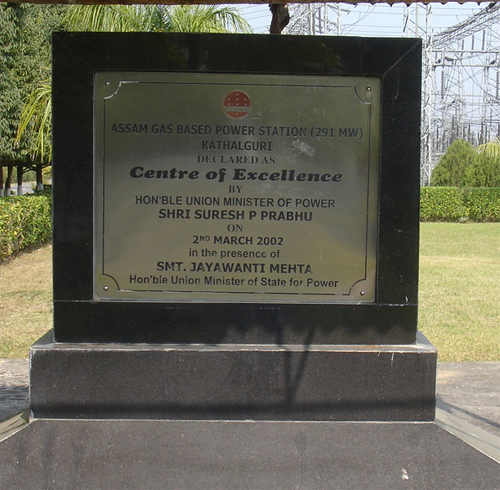 ASSAM GAS BASED POWER STATION (291 MW)
KATHALGURI
DECLARED AS
Centre of Excellence
BY
HON'BLE UNION MINISTER OF POWER
SHRI SURESH P PRABHU
ON
2ND MARCH 2002
in the presence of
SMT. JAYAWANTI MEHTA
Hon'ble Union Minister of State for Power